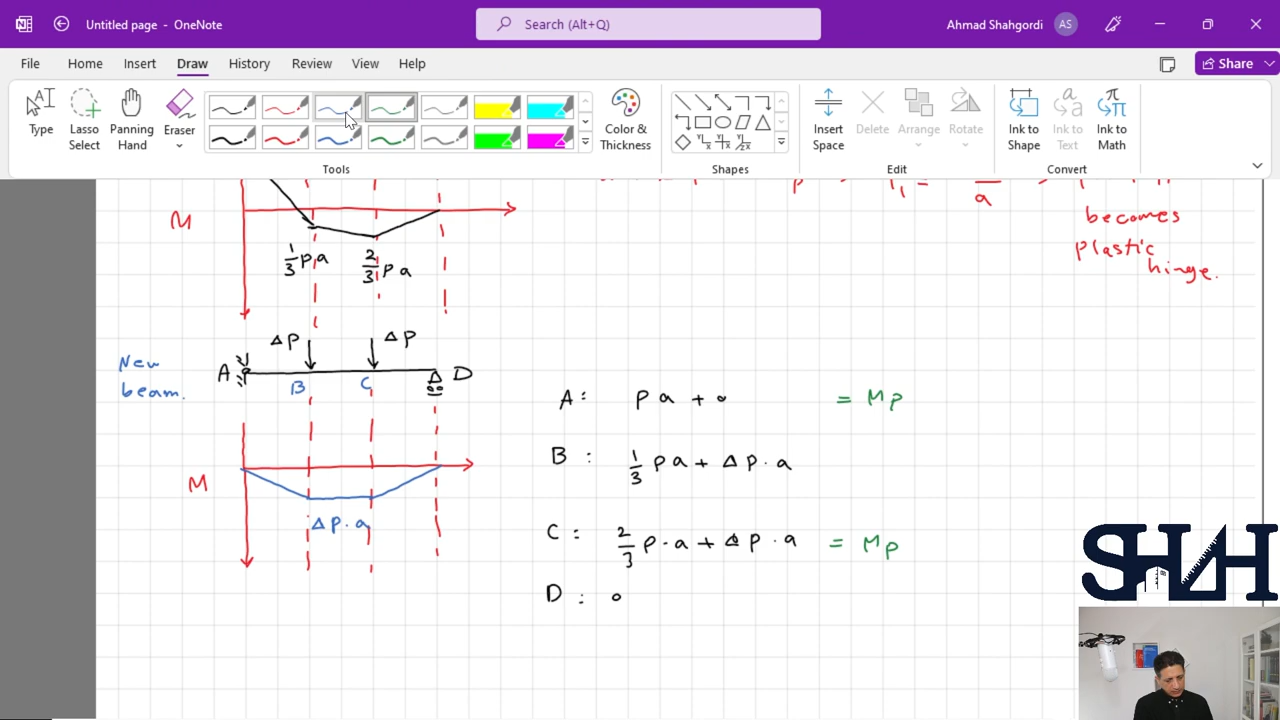 Untitled page - OneNote
Search (Alt+Q)
Ahmad Shahgordi
AS
File Home Insert Draw History Review View Help
Share
Type
Lasso Select
Panning Hand
Eraser
Color & Thickness
Insert Space
Delete
Arrange
Rotate
Ink to Shape
Ink to Text
Ink to Math
Tools
Shapes
Edit
Convert
M
1/3 P a
2/3 P a
a
becomes
plastic
hinge.
ΔP ΔP
New
beam.
A B C D
M
ΔP·a
A: Pa + 0 = Mp
B: 1/3 Pa + ΔP·a
C: 2/3 P·a + ΔP·a = Mp
D: 0